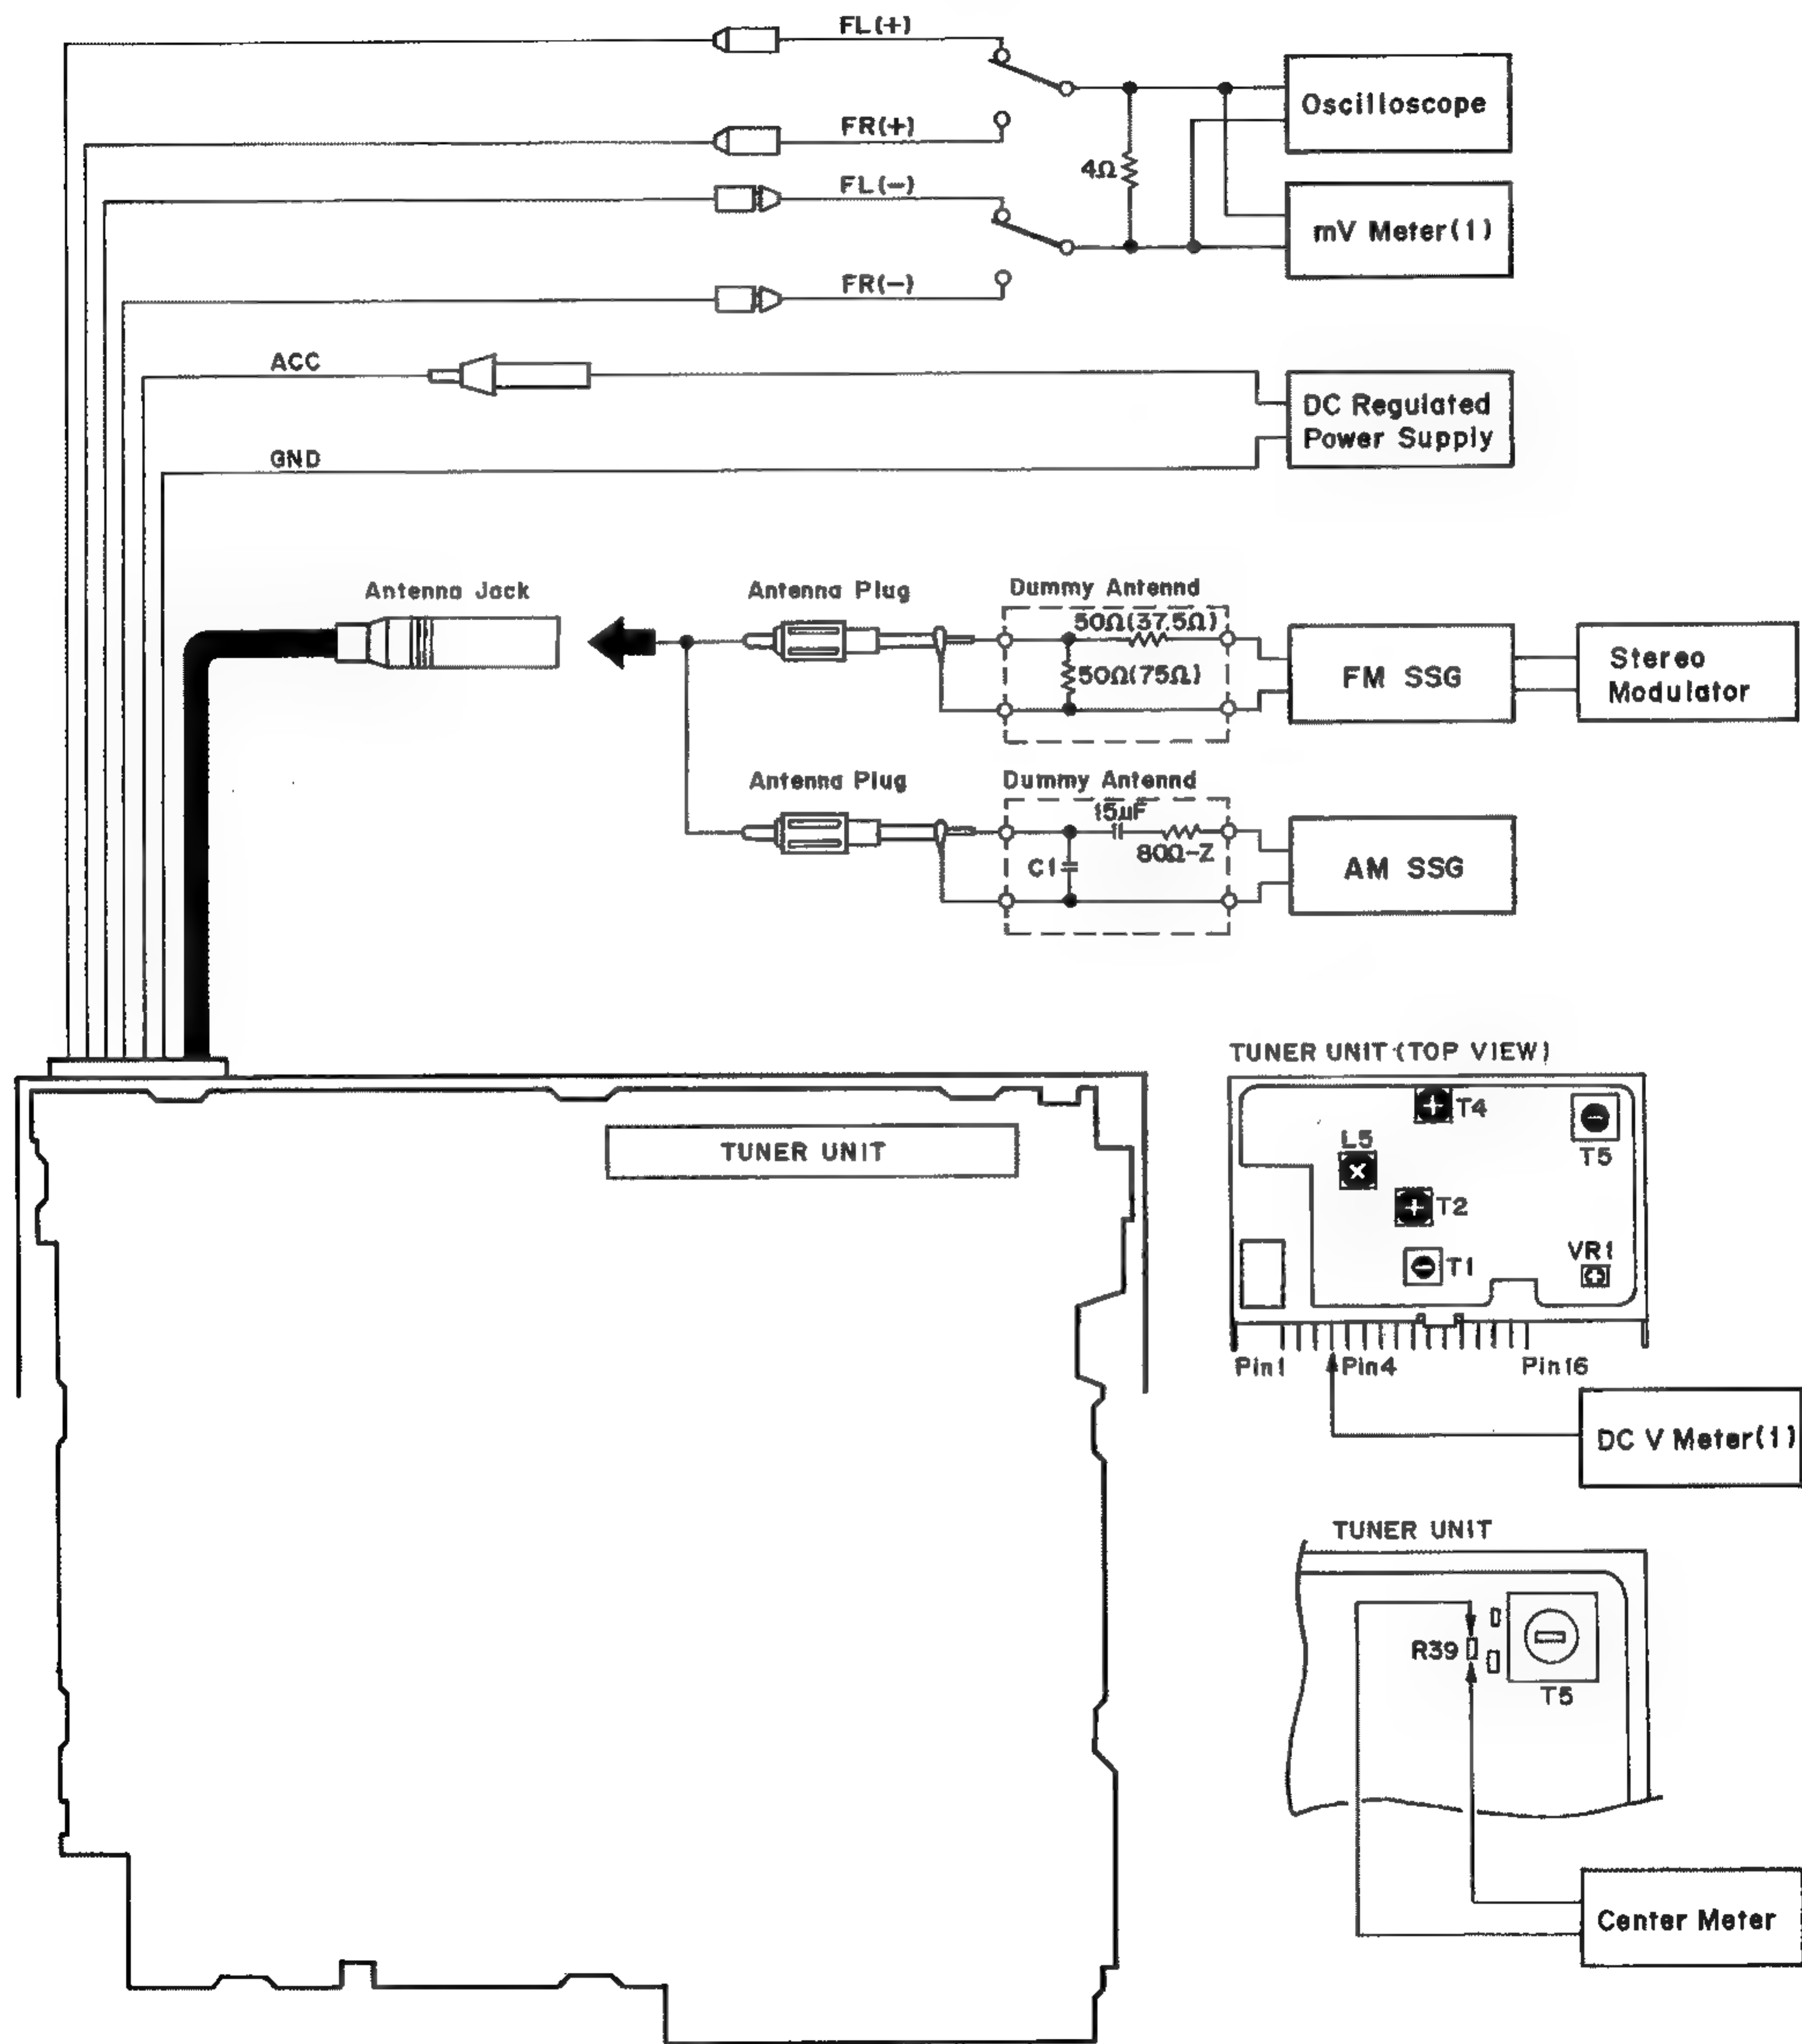 FL(+)
Oscilloscope
FR(+)
4Ω
FL(−)
mV Meter(1)
FR(−)
ACC
DC Regulated
Power Supply
GND
Antenna Jack
Antenna Plug
Dummy Antennd
50Ω(37.5Ω)
50Ω(75Ω)
FM SSG
Stereo
Modulator
Antenna Plug
Dummy Antennd
15μF
80Ω-Z
C1
AM SSG
TUNER UNIT (TOP VIEW)
T4
L5
T5
T2
VR1
T1
Pin1
Pin4
Pin16
TUNER UNIT
DC V Meter(1)
TUNER UNIT
R39
T5
Center Meter